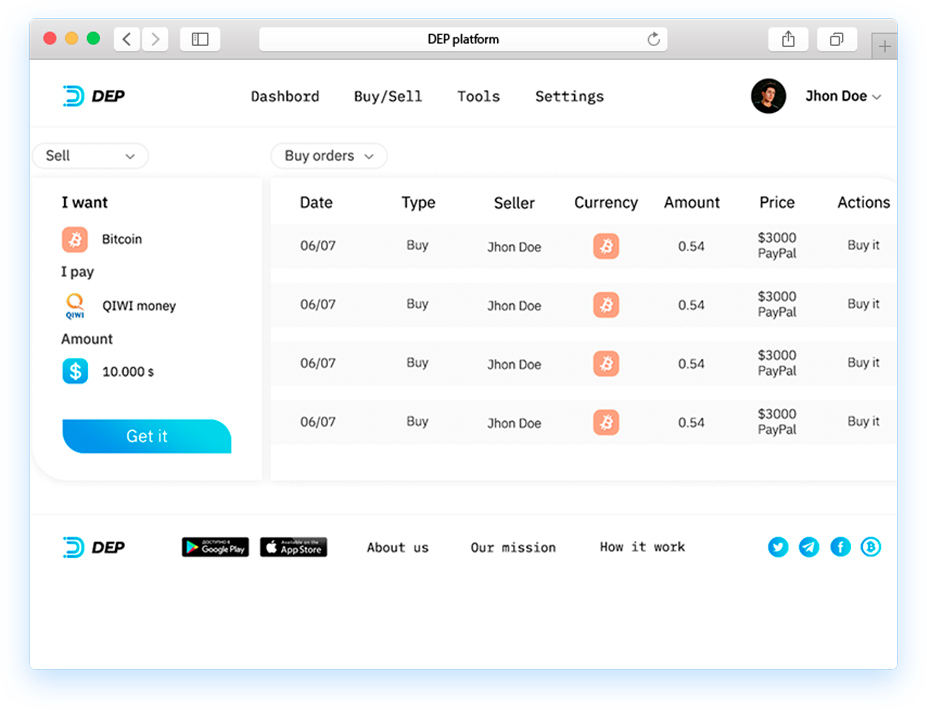 DEP platform
DEP
Dashbord
Buy/Sell
Tools
Settings
Jhon Doe
Sell
Buy orders
I want
Bitcoin
I pay
QIWI
QIWI money
Amount
$
10.000 $
Get it
Date Type Seller Currency Amount Price Actions
06/07 Buy Jhon Doe 0.54 $3000 PayPal Buy it
06/07 Buy Jhon Doe 0.54 $3000 PayPal Buy it
06/07 Buy Jhon Doe 0.54 $3000 PayPal Buy it
06/07 Buy Jhon Doe 0.54 $3000 PayPal Buy it
DEP
ДОСТУПНО В
Google Play
Available on the
App Store
About us
Our mission
How it work